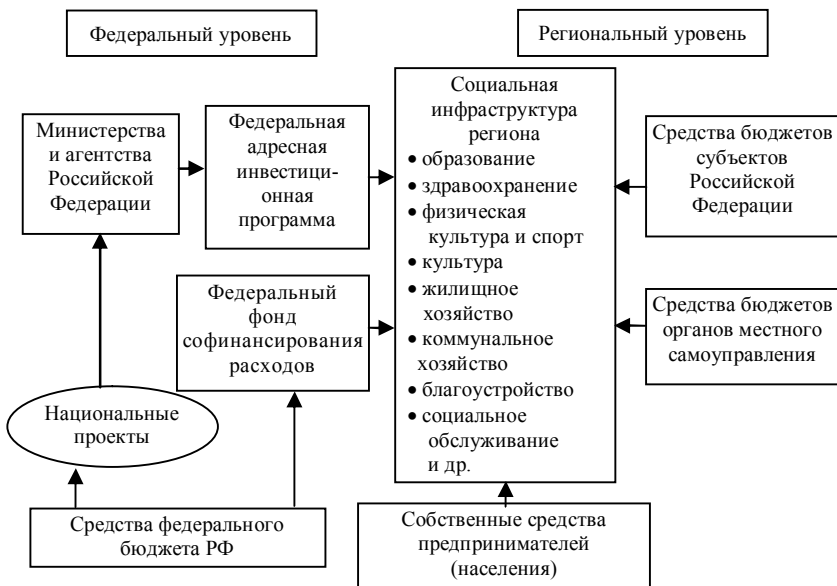 Федеральный уровень
Региональный уровень
Министерства
и агентства
Российской
Федерации
Федеральная
адресная
инвестици-
онная
программа
Социальная
инфраструктура
региона
• образование
• здравоохранение
• физическая
культура и спорт
• культура
• жилищное
хозяйство
• коммунальное
хозяйство
• благоустройство
• социальное
обслуживание
и др.
Средства бюджетов
субъектов
Российской
Федерации
Федеральный
фонд
софинансирования
расходов
Средства бюджетов
органов местного
самоуправления
Национальные
проекты
Средства федерального
бюджета РФ
Собственные средства
предпринимателей
(населения)